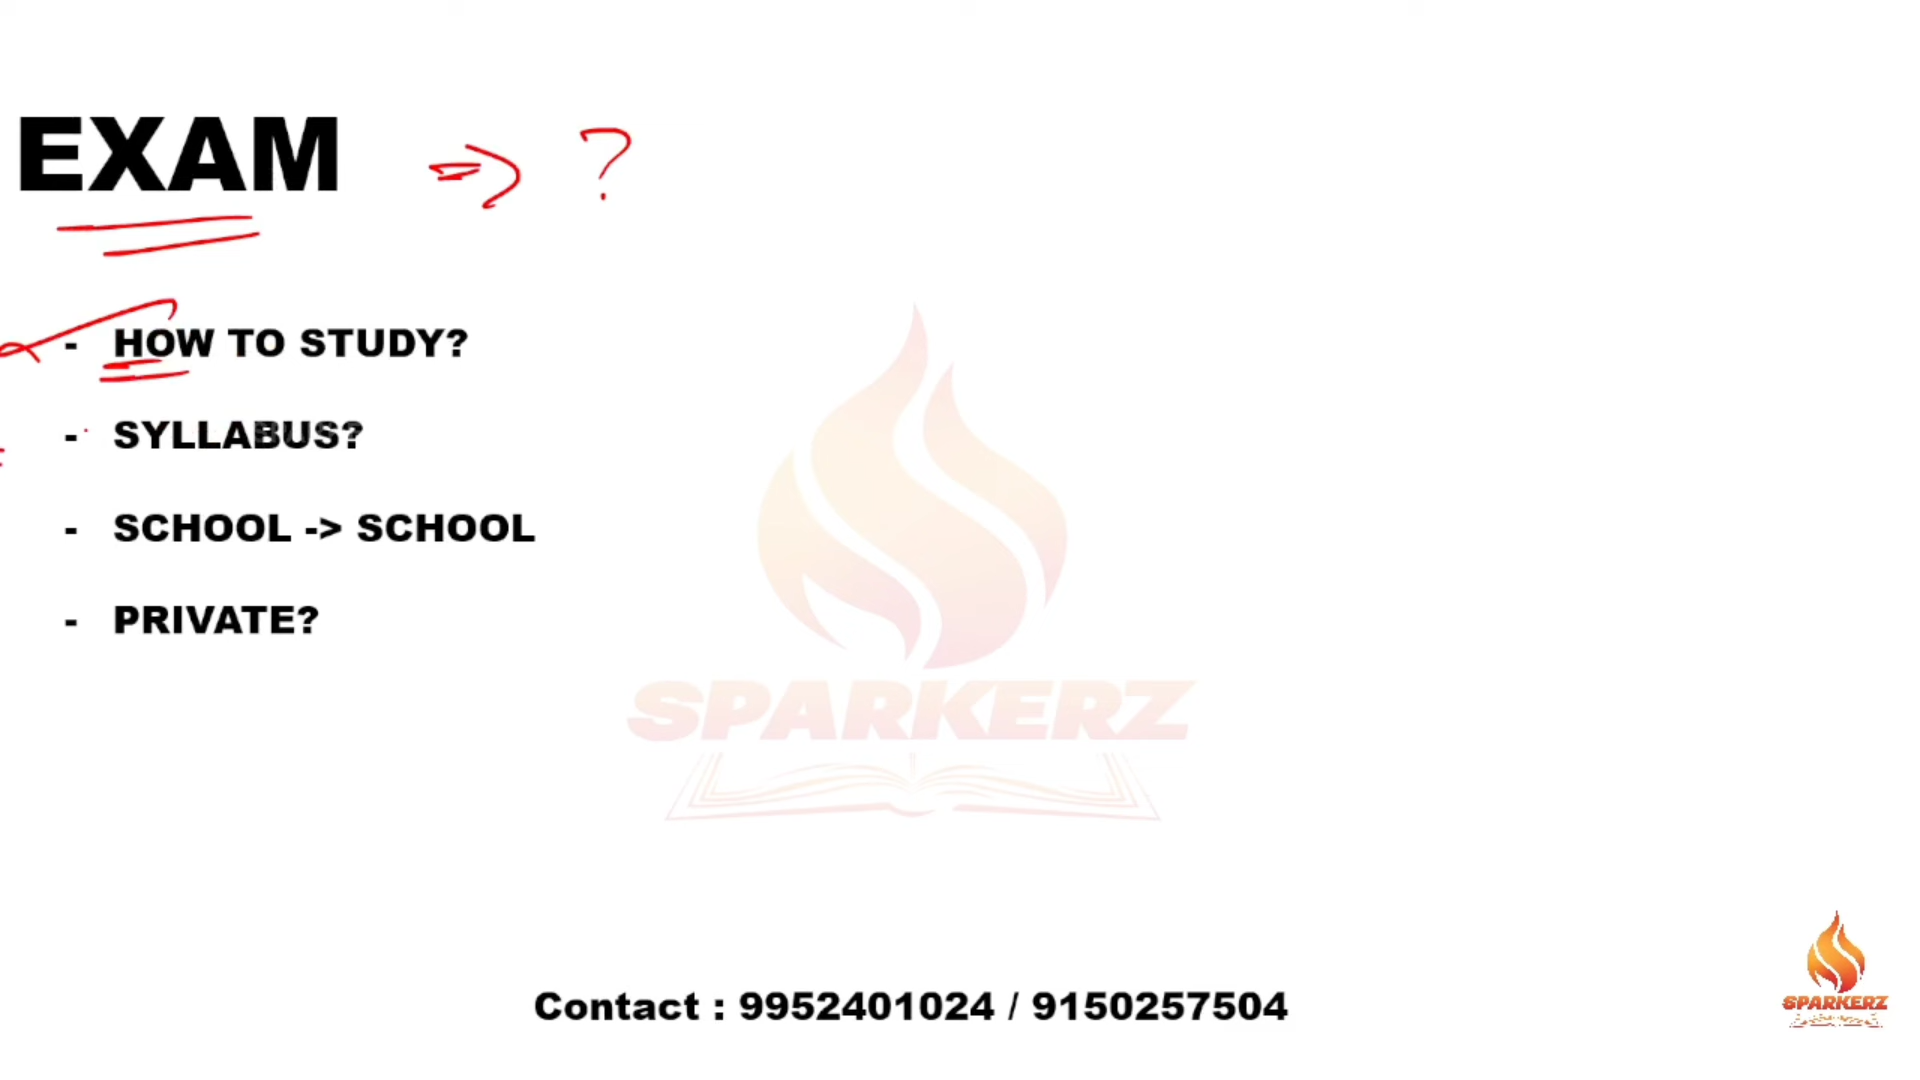 EXAM => ?
- HOW TO STUDY?
- SYLLABUS?
- SCHOOL -> SCHOOL
- PRIVATE?
SPARKERZ
Contact : 9952401024 / 9150257504
SPARKERZ